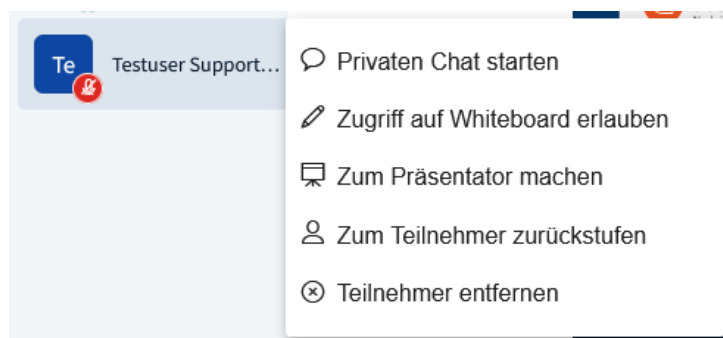 Te
Testuser Support...
Privaten Chat starten
Zugriff auf Whiteboard erlauben
Zum Präsentator machen
Zum Teilnehmer zurückstufen
Teilnehmer entfernen